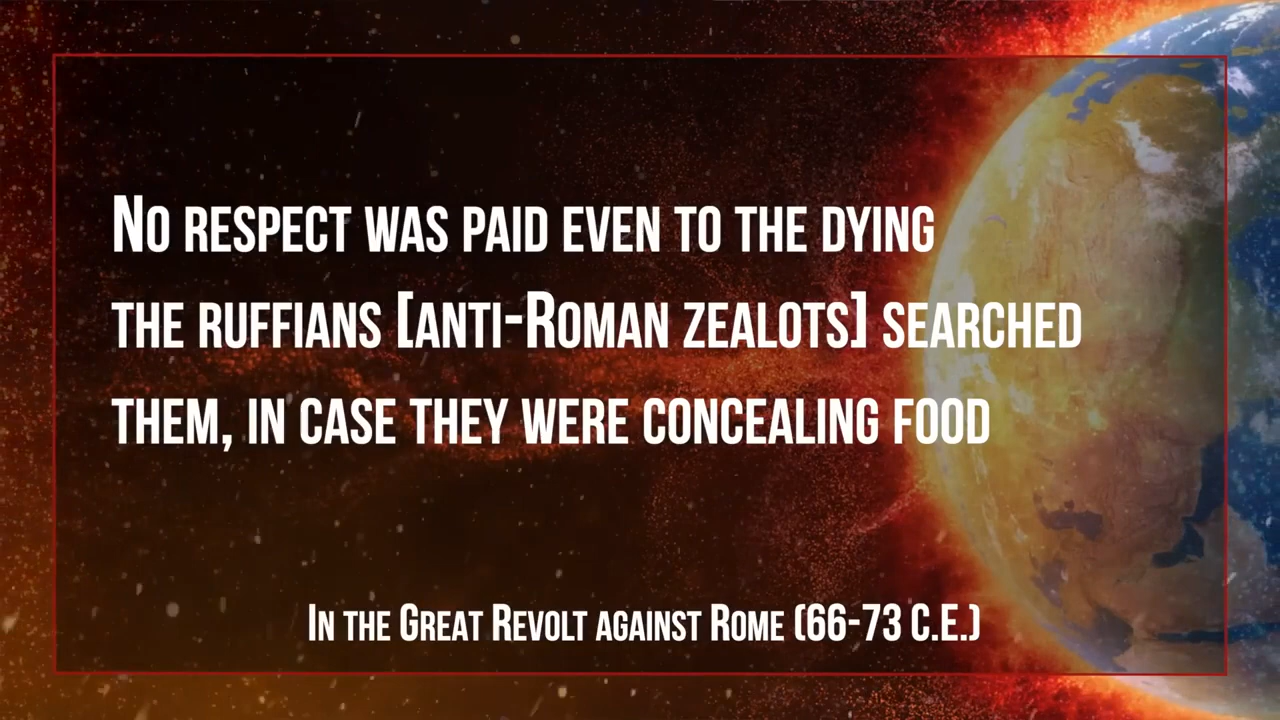 No respect was paid even to the dying
the ruffians [anti-Roman zealots] searched
them, in case they were concealing food
In the Great Revolt against Rome (66-73 C.E.)